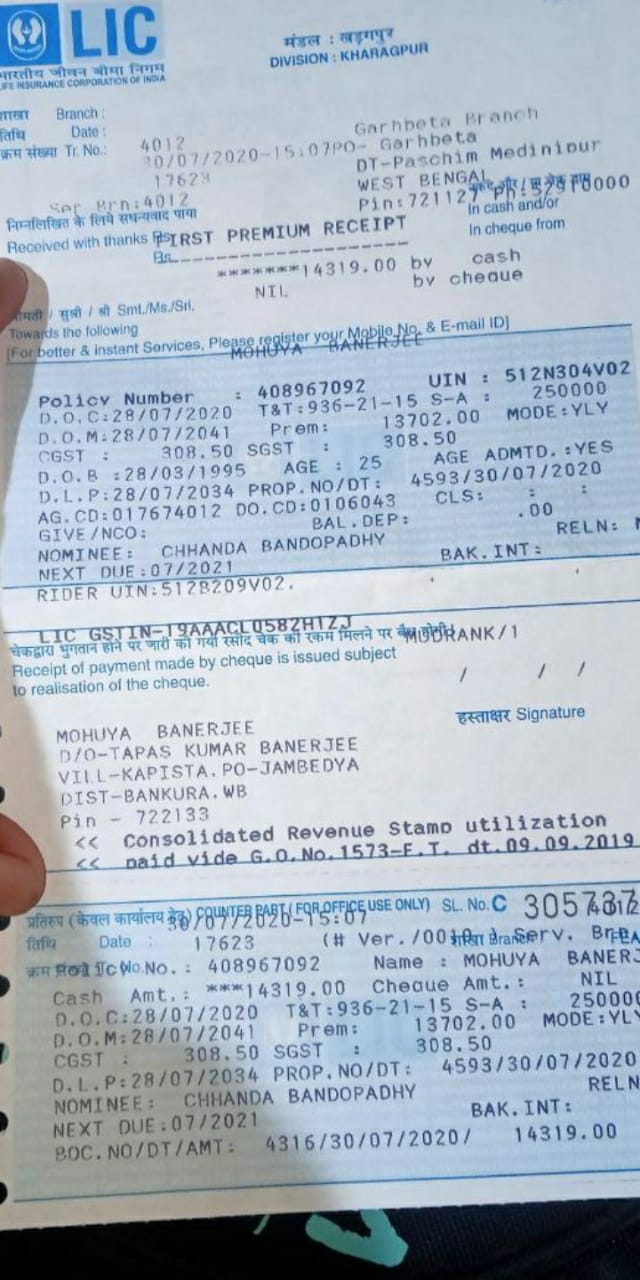 LIC
भारतीय जीवन बीमा निगम
LIFE INSURANCE CORPORATION OF INDIA
मंडल : खड़गपुर
DIVISION : KHARAGPUR
शाखा Branch :
तिथि Date :
क्रम संख्या Tr. No.:
4012
30/07/2020-15:07
17623
Ser Brn:4012
Garhbeta Branch
PO- Garhbeta
DT-Paschim Medinipur
WEST BENGAL
Pin:721127 Ph:
निम्नलिखित के लिये सधन्यवाद पाया
Received with thanks Rs.
FIRST PREMIUM RECEIPT
In cash and/or
In cheque from
Rs.
*******14319.00 by cash
NIL by cheque
श्रीमती / सुश्री / श्री Smt./Ms./Sri.
Towards the following
[For better & instant Services, Please register your Mobile No. & E-mail ID]
MOHUYA BANERJEE
Policy Number : 408967092 UIN : 512N304V02
D.O.C:28/07/2020 T&T:936-21-15 S-A : 250000
D.O.M:28/07/2041 Prem: 13702.00 MODE:YLY
CGST : 308.50 SGST : 308.50
D.O.B :28/03/1995 AGE : 25 AGE ADMTD.:YES
D.L.P:28/07/2034 PROP.NO/DT: 4593/30/07/2020
AG.CD:017674012 DO.CD:0106043 CLS: : :
GIVE/NCO: BAL.DEP: .00
NOMINEE: CHHANDA BANDOPADHY RELN:
NEXT DUE:07/2021 BAK.INT:
RIDER UIN:512B209V02.
LIC GSTIN-19AAACL0582H1ZJ
MUDRANK/1
चेकद्वारा भुगतान होने पर जारी की गयी रसीद चेक की रकम मिलने पर वैध होगी।
Receipt of payment made by cheque is issued subject
to realisation of the cheque.
/ / /
हस्ताक्षर Signature
MOHUYA BANERJEE
D/O-TAPAS KUMAR BANERJEE
VILL-KAPISTA.PO-JAMBEDYA
DIST-BANKURA.WB
Pin - 722133
<< Consolidated Revenue Stamp utilization
<< paid vide G.O.No.1573-F.T. dt.09.09.2019
प्रतिरुप (केवल कार्यालय हेतु) COUNTER PART (FOR OFFICE USE ONLY) SL. No. C
30/07/2020-15:07
तिथि Date : 17623 (# Ver./ ) Serv.
शाखा Branch
क्रम No. : 408967092 Name : MOHUYA BANERJ
Cash Amt.: ***14319.00 Cheque Amt.: NIL
D.O.C:28/07/2020 T&T:936-21-15 S-A : 250000
D.O.M:28/07/2041 Prem: 13702.00 MODE:YLY
CGST : 308.50 SGST : 308.50
D.L.P:28/07/2034 PROP.NO/DT: 4593/30/07/2020
NOMINEE: CHHANDA BANDOPADHY RELN
NEXT DUE:07/2021 BAK.INT:
BOC.NO/DT/AMT: 4316/30/07/2020/ 14319.00